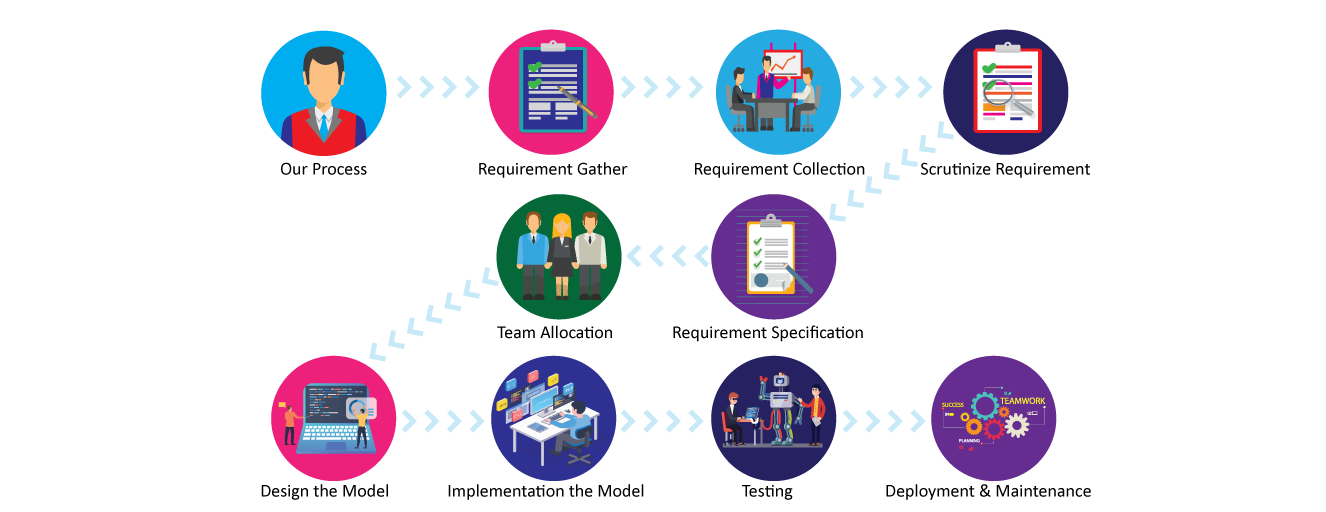 Our Process
Requirement Gather
Requirement Collection
Scrutinize Requirement
Team Allocation
Requirement Specification
SUCCESS
TEAMWORK
PLANNING
Design the Model
Implementation the Model
Testing
Deployment & Maintenance